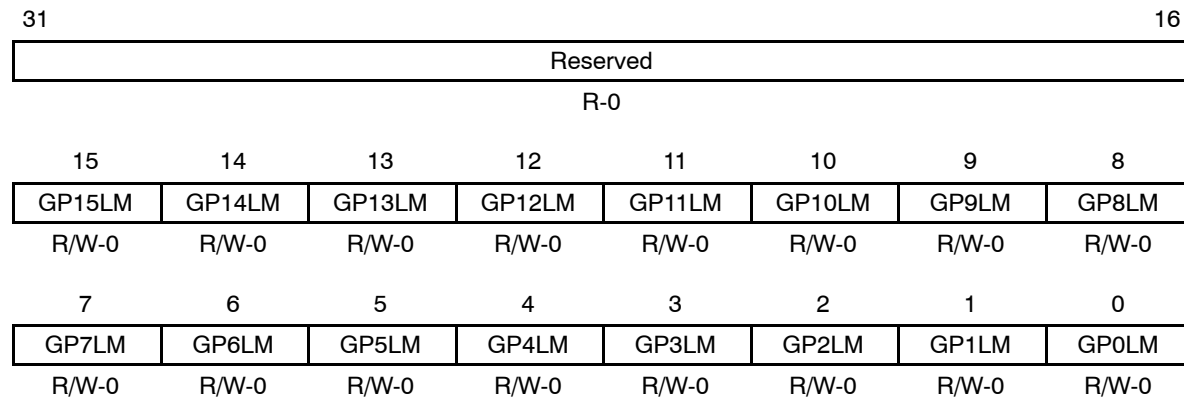 31 16
Reserved
R-0
15 14 13 12 11 10 9 8
GP15LM GP14LM GP13LM GP12LM GP11LM GP10LM GP9LM GP8LM
R/W-0 R/W-0 R/W-0 R/W-0 R/W-0 R/W-0 R/W-0 R/W-0
7 6 5 4 3 2 1 0
GP7LM GP6LM GP5LM GP4LM GP3LM GP2LM GP1LM GP0LM
R/W-0 R/W-0 R/W-0 R/W-0 R/W-0 R/W-0 R/W-0 R/W-0